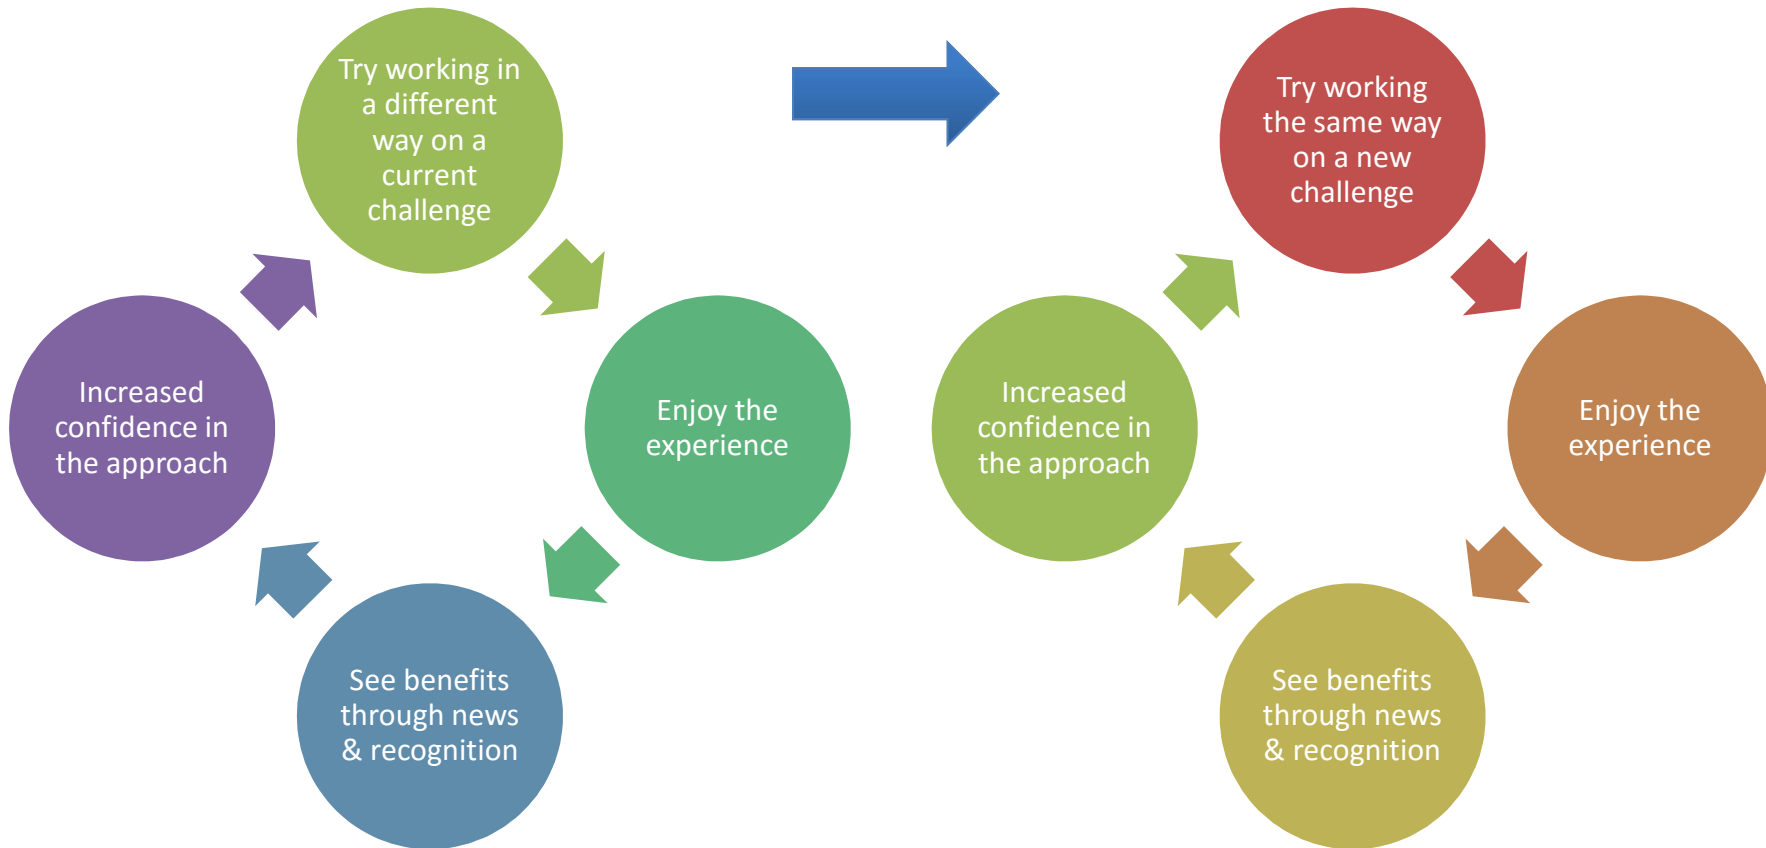 Try working in
a different
way on a
current
challenge
Enjoy the
experience
See benefits
through news
& recognition
Increased
confidence in
the approach
Try working
the same way
on a new
challenge
Enjoy the
experience
See benefits
through news
& recognition
Increased
confidence in
the approach